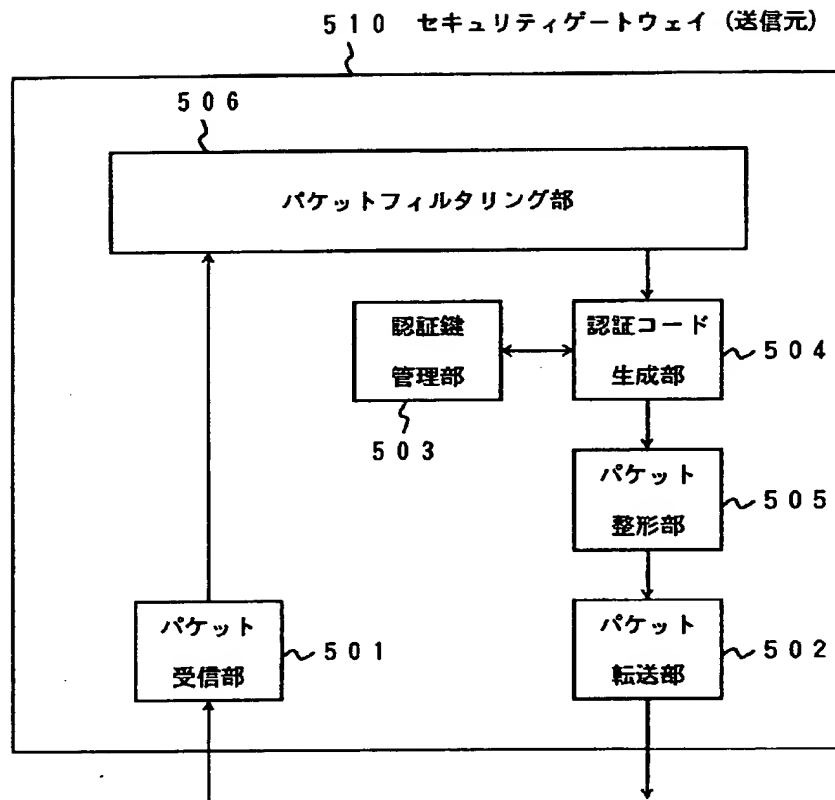 510 セキュリティゲートウェイ (送信元)
506
パケットフィルタリング部
認証鍵
管理部
503
認証コード
生成部
504
パケット
整形部
505
パケット
受信部
501
パケット
転送部
502